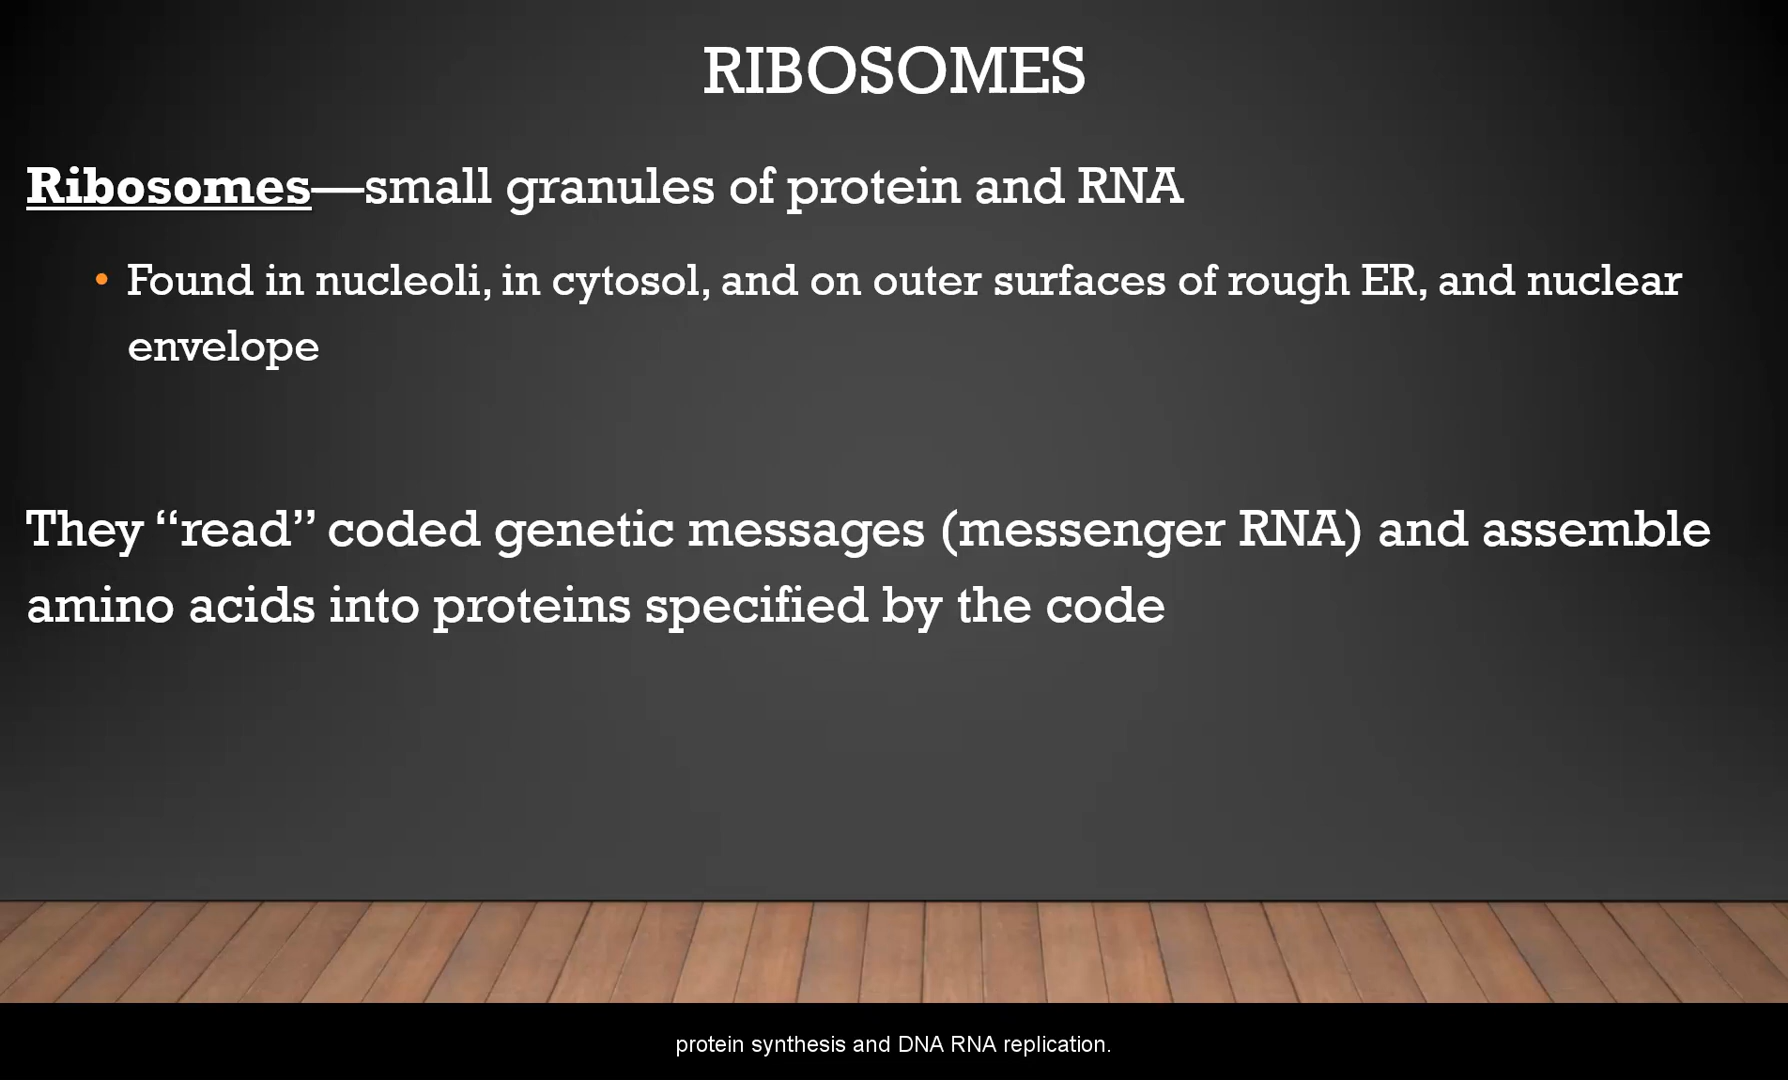 RIBOSOMES
Ribosomes—small granules of protein and RNA
• Found in nucleoli, in cytosol, and on outer surfaces of rough ER, and nuclear
envelope
They “read” coded genetic messages (messenger RNA) and assemble
amino acids into proteins specified by the code
protein synthesis and DNA RNA replication.